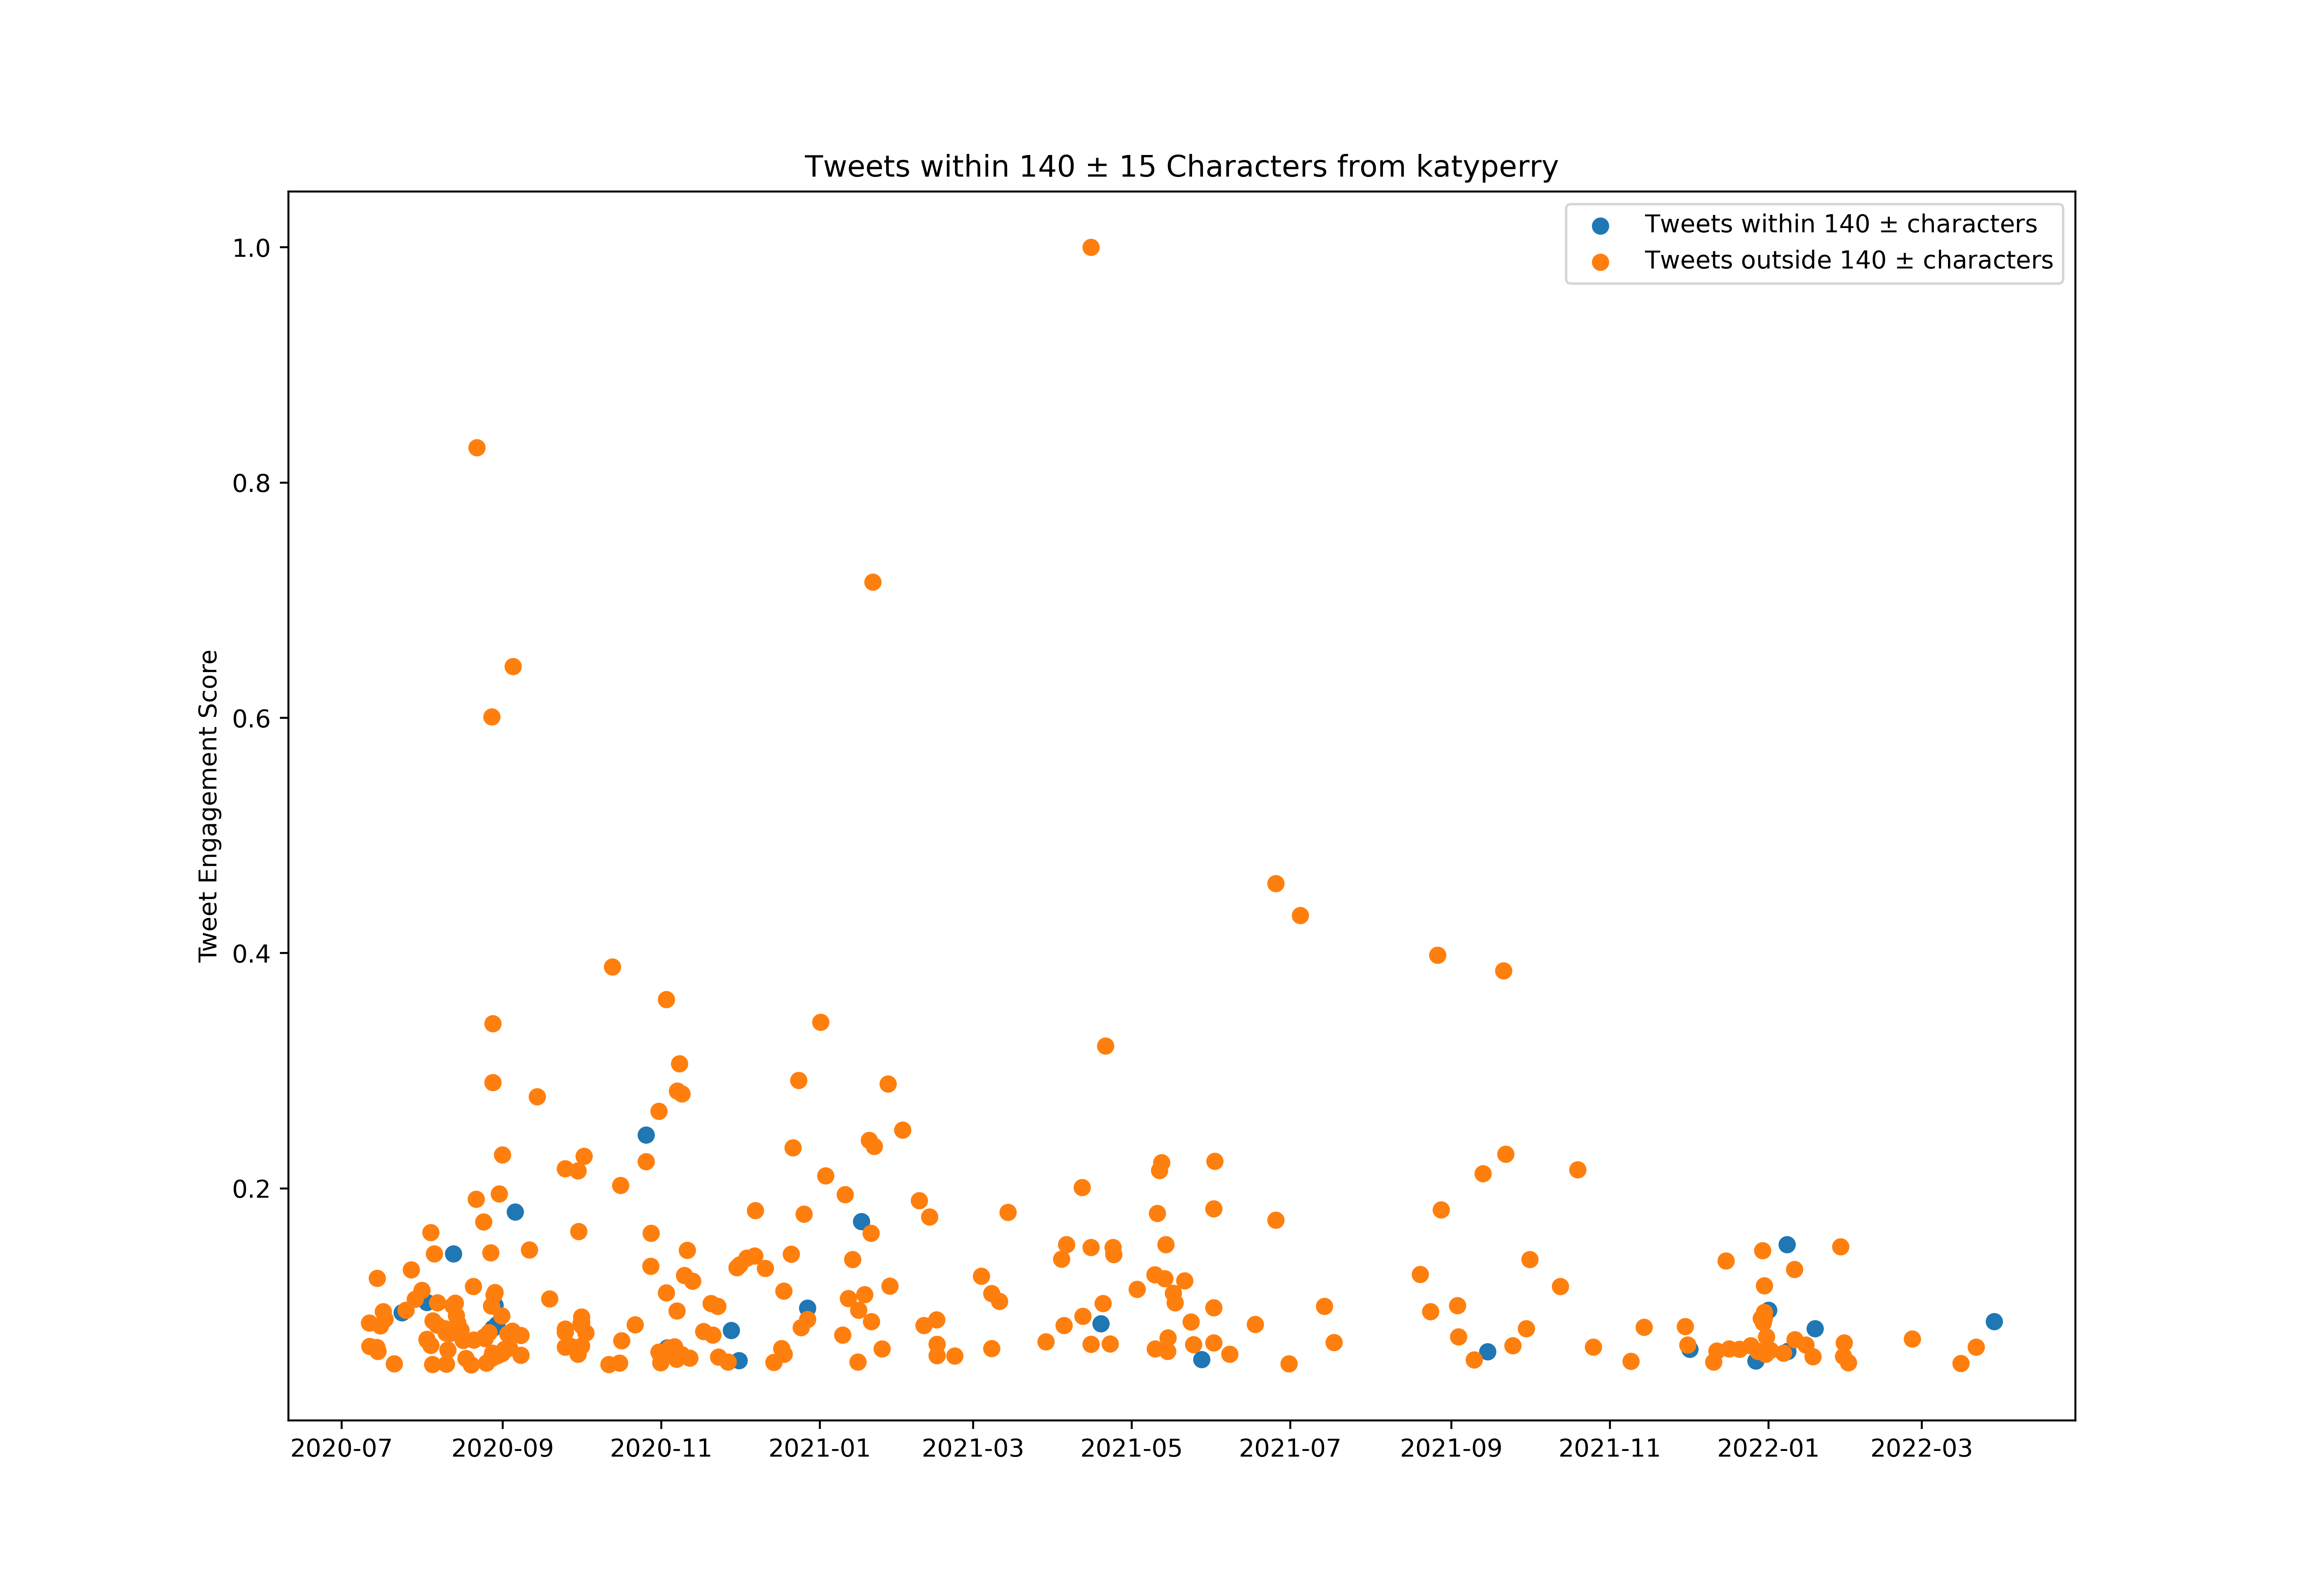 Tweets within 140 ± 15 Characters from katyperry
Tweets within 140 ± characters
Tweets outside 140 ± characters
Tweet Engagement Score
1.0
0.8
0.6
0.4
0.2
2020-07 2020-09 2020-11 2021-01 2021-03 2021-05 2021-07 2021-09 2021-11 2022-01 2022-03